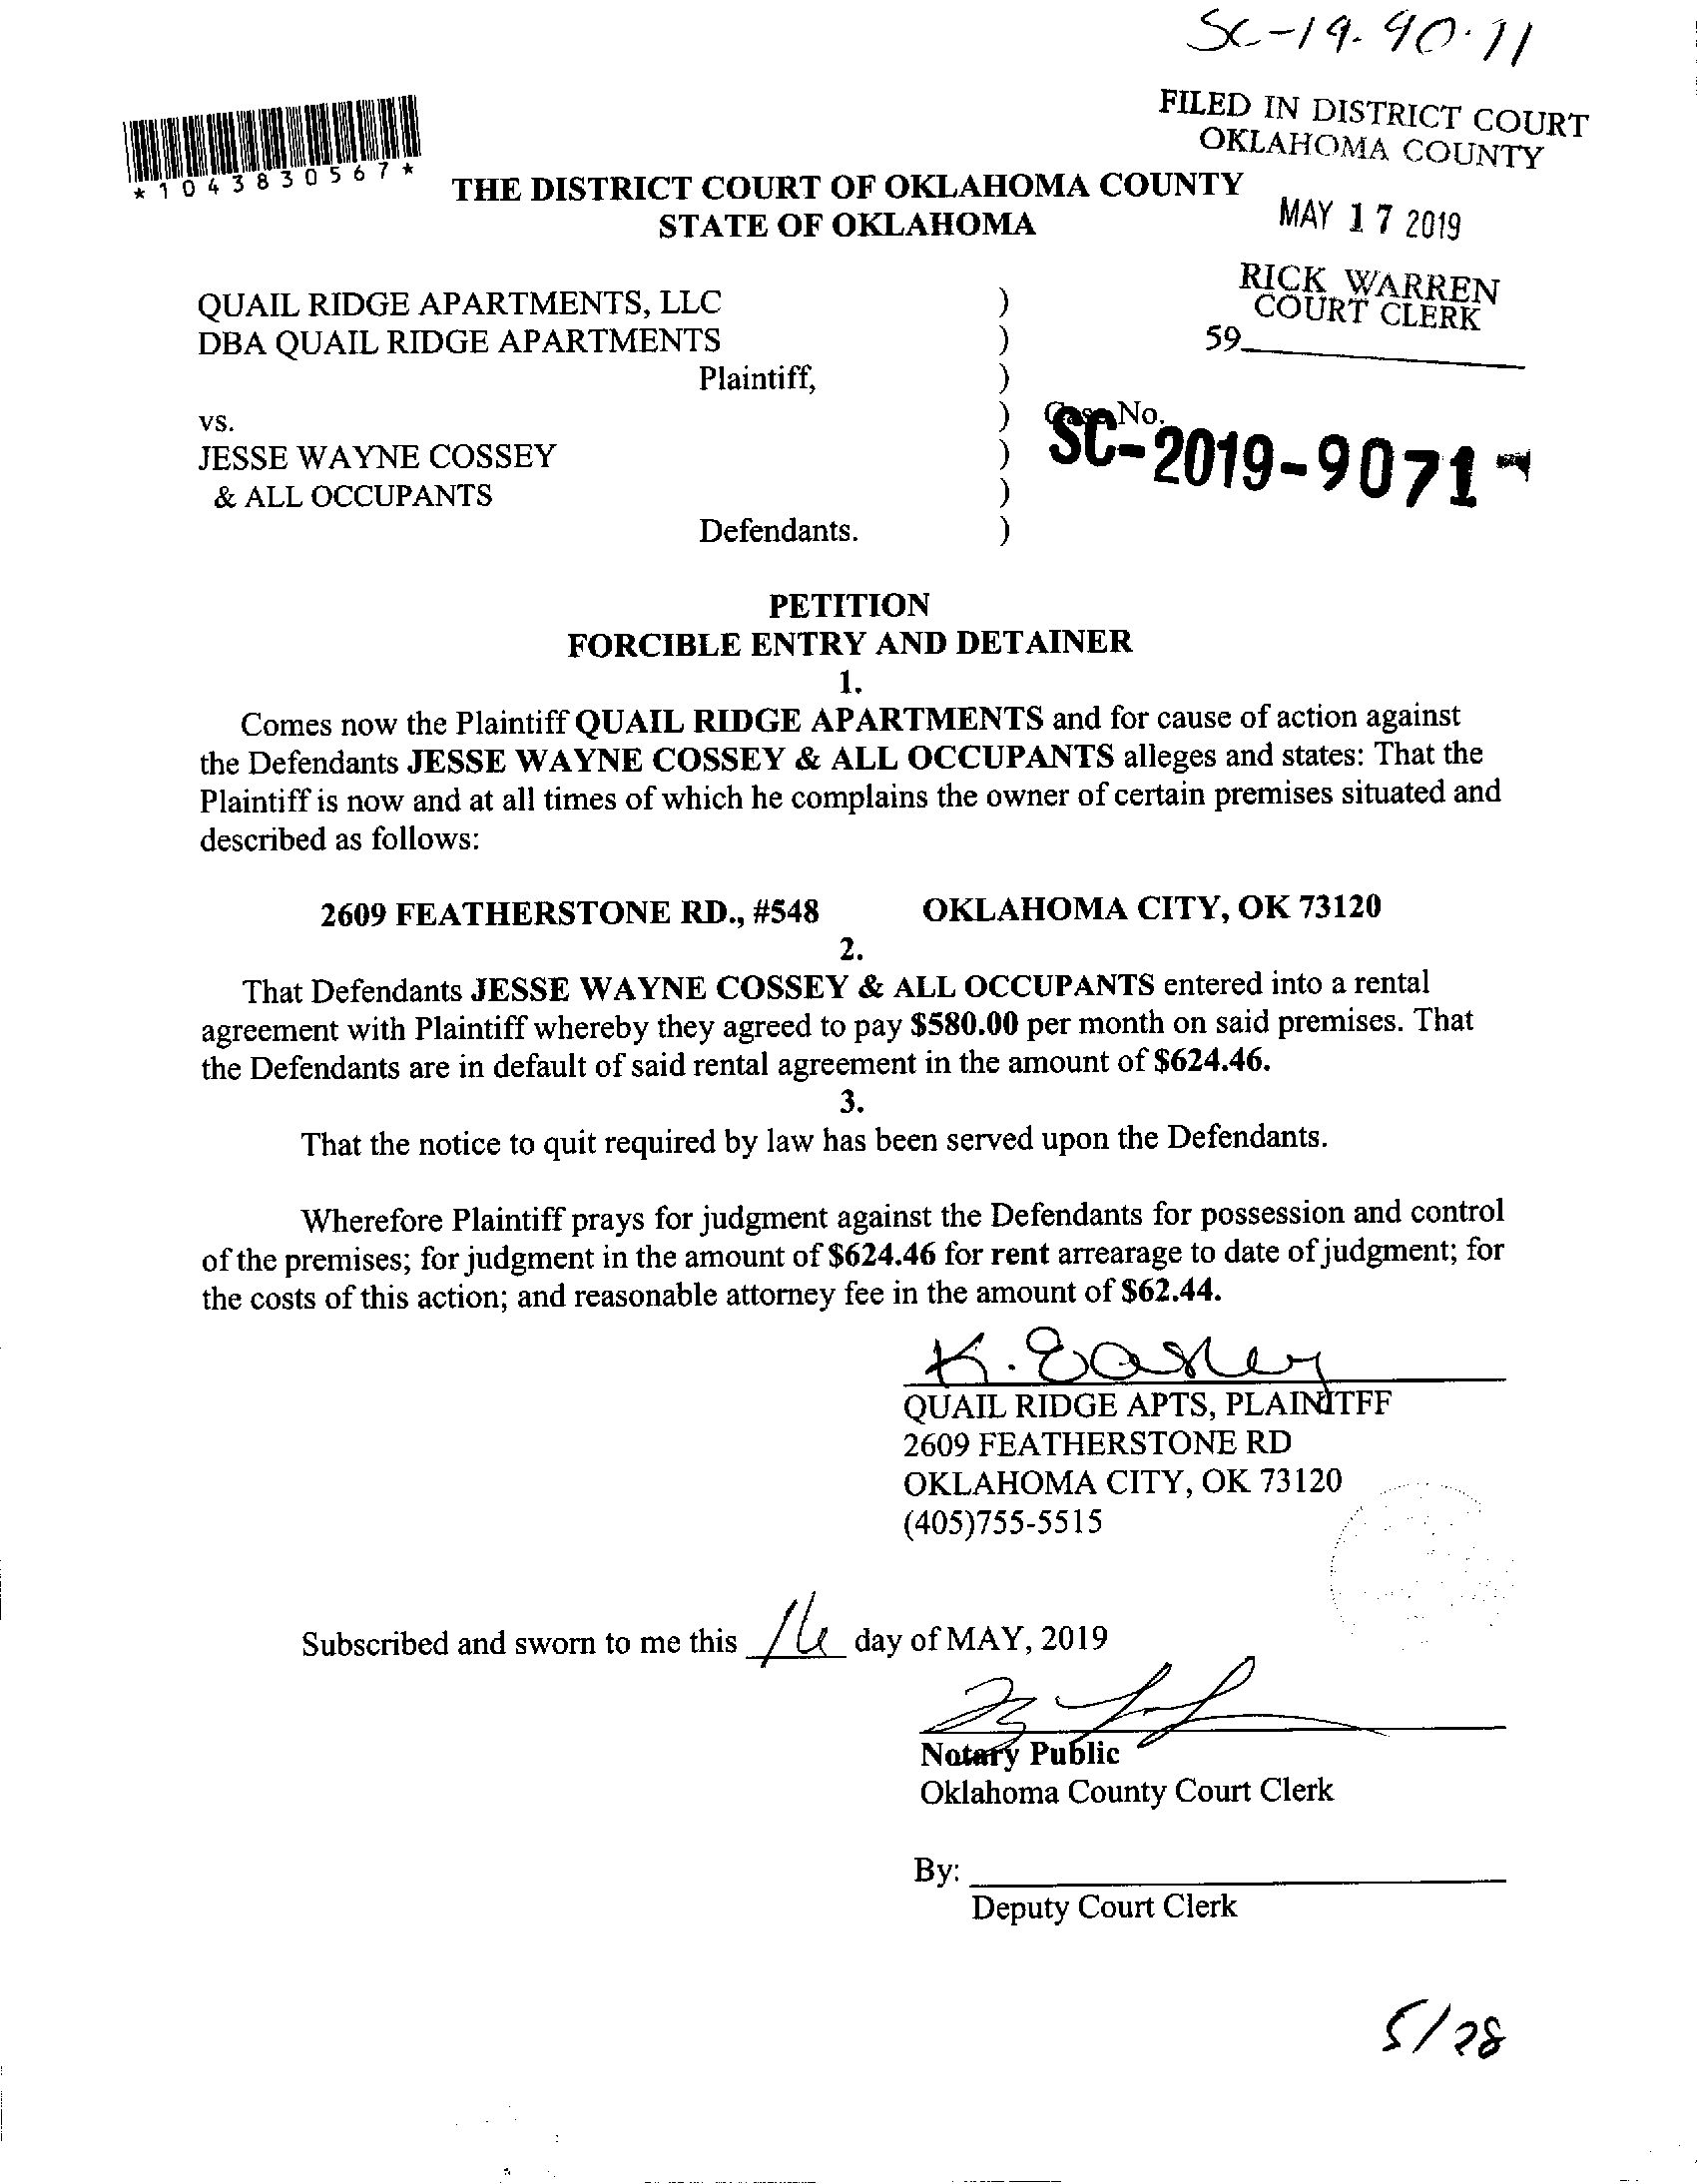 SC-19-9071
FILED IN DISTRICT COURT
OKLAHOMA COUNTY
*1043830567*
THE DISTRICT COURT OF OKLAHOMA COUNTY
STATE OF OKLAHOMA
MAY 17 2019
RICK WARREN
COURT CLERK
59
QUAIL RIDGE APARTMENTS, LLC )
DBA QUAIL RIDGE APARTMENTS )
Plaintiff, )
vs. ) Case No.
SC-2019-9071
JESSE WAYNE COSSEY )
& ALL OCCUPANTS )
Defendants. )
PETITION
FORCIBLE ENTRY AND DETAINER
1.
Comes now the Plaintiff QUAIL RIDGE APARTMENTS and for cause of action against
the Defendants JESSE WAYNE COSSEY & ALL OCCUPANTS alleges and states: That the
Plaintiff is now and at all times of which he complains the owner of certain premises situated and
described as follows:
2609 FEATHERSTONE RD., #548 OKLAHOMA CITY, OK 73120
2.
That Defendants JESSE WAYNE COSSEY & ALL OCCUPANTS entered into a rental
agreement with Plaintiff whereby they agreed to pay $580.00 per month on said premises. That
the Defendants are in default of said rental agreement in the amount of $624.46.
3.
That the notice to quit required by law has been served upon the Defendants.
Wherefore Plaintiff prays for judgment against the Defendants for possession and control
of the premises; for judgment in the amount of $624.46 for rent arrearage to date of judgment; for
the costs of this action; and reasonable attorney fee in the amount of $62.44.
K. Easley
QUAIL RIDGE APTS, PLAINITFF
2609 FEATHERSTONE RD
OKLAHOMA CITY, OK 73120
(405)755-5515
Subscribed and sworn to me this 16 day of MAY, 2019
Notary Public
Oklahoma County Court Clerk
By:
Deputy Court Clerk
5/28